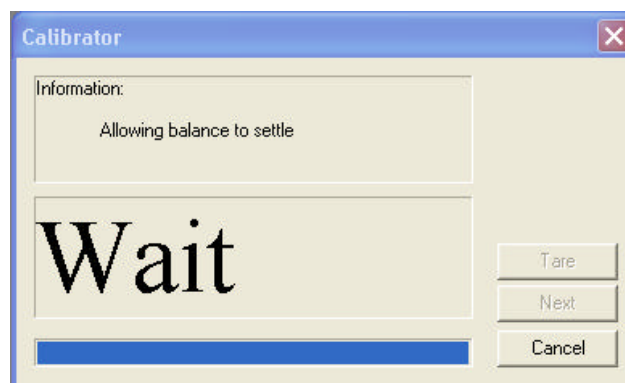 Calibrator
Information:
Allowing balance to settle
Wait
Tare
Next
Cancel